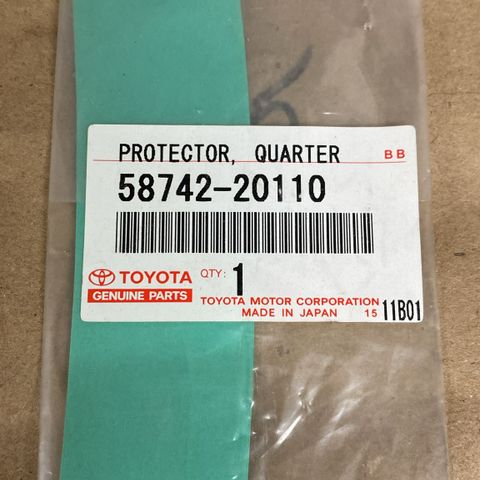 PROTECTOR, QUARTER BB
58742-20110
TOYOTA QTY: 1
GENUINE PARTS
TOYOTA MOTOR CORPORATION
MADE IN JAPAN 15 11B01